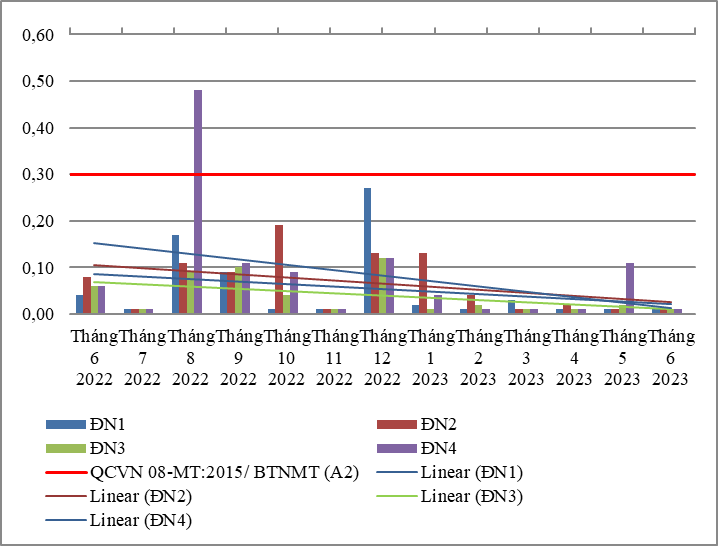 0,60
0,50
0,40
0,30
0,20
0,10
0,00
Tháng Tháng Tháng Tháng Tháng Tháng Tháng Tháng Tháng Tháng Tháng Tháng Tháng
6 7 8 9 10 11 12 1 2 3 4 5 6
2022 2022 2022 2022 2022 2022 2022 2023 2023 2023 2023 2023 2023
ĐN1 ĐN2
ĐN3 ĐN4
QCVN 08-MT:2015/ BTNMT (A2) Linear (ĐN1)
Linear (ĐN2) Linear (ĐN3)
Linear (ĐN4)